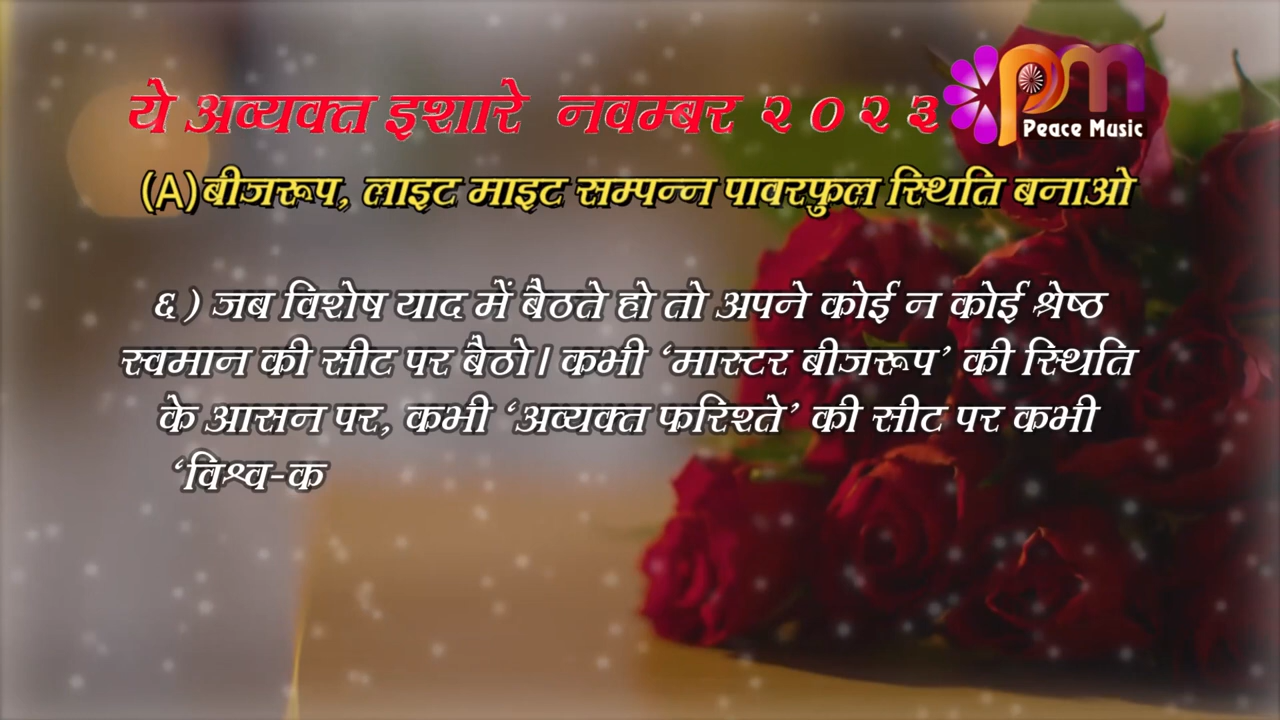 ये अव्यक्त इशारे नवम्बर २०२३
pm
Peace Music
(A) बीजरूप, लाइट माइट सम्पन्न पावरफुल स्थिति बनाओ
६) जब विशेष याद में बैठते हो तो अपने कोई न कोई श्रेष्ठ
स्वमान की सीट पर बैठो। कभी ‘मास्टर बीजरूप’ की स्थिति
के आसन पर, कभी ‘अव्यक्त फरिश्ते’ की सीट पर कभी
‘विश्व-क